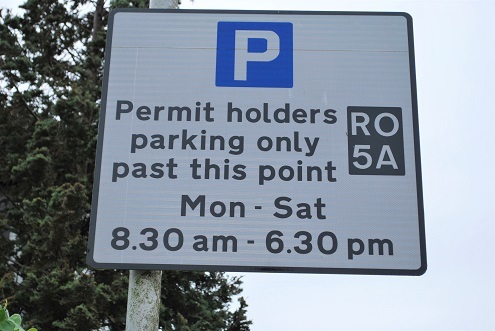 P
Permit holders
parking only
past this point
RO
5A
Mon - Sat
8.30 am - 6.30 pm